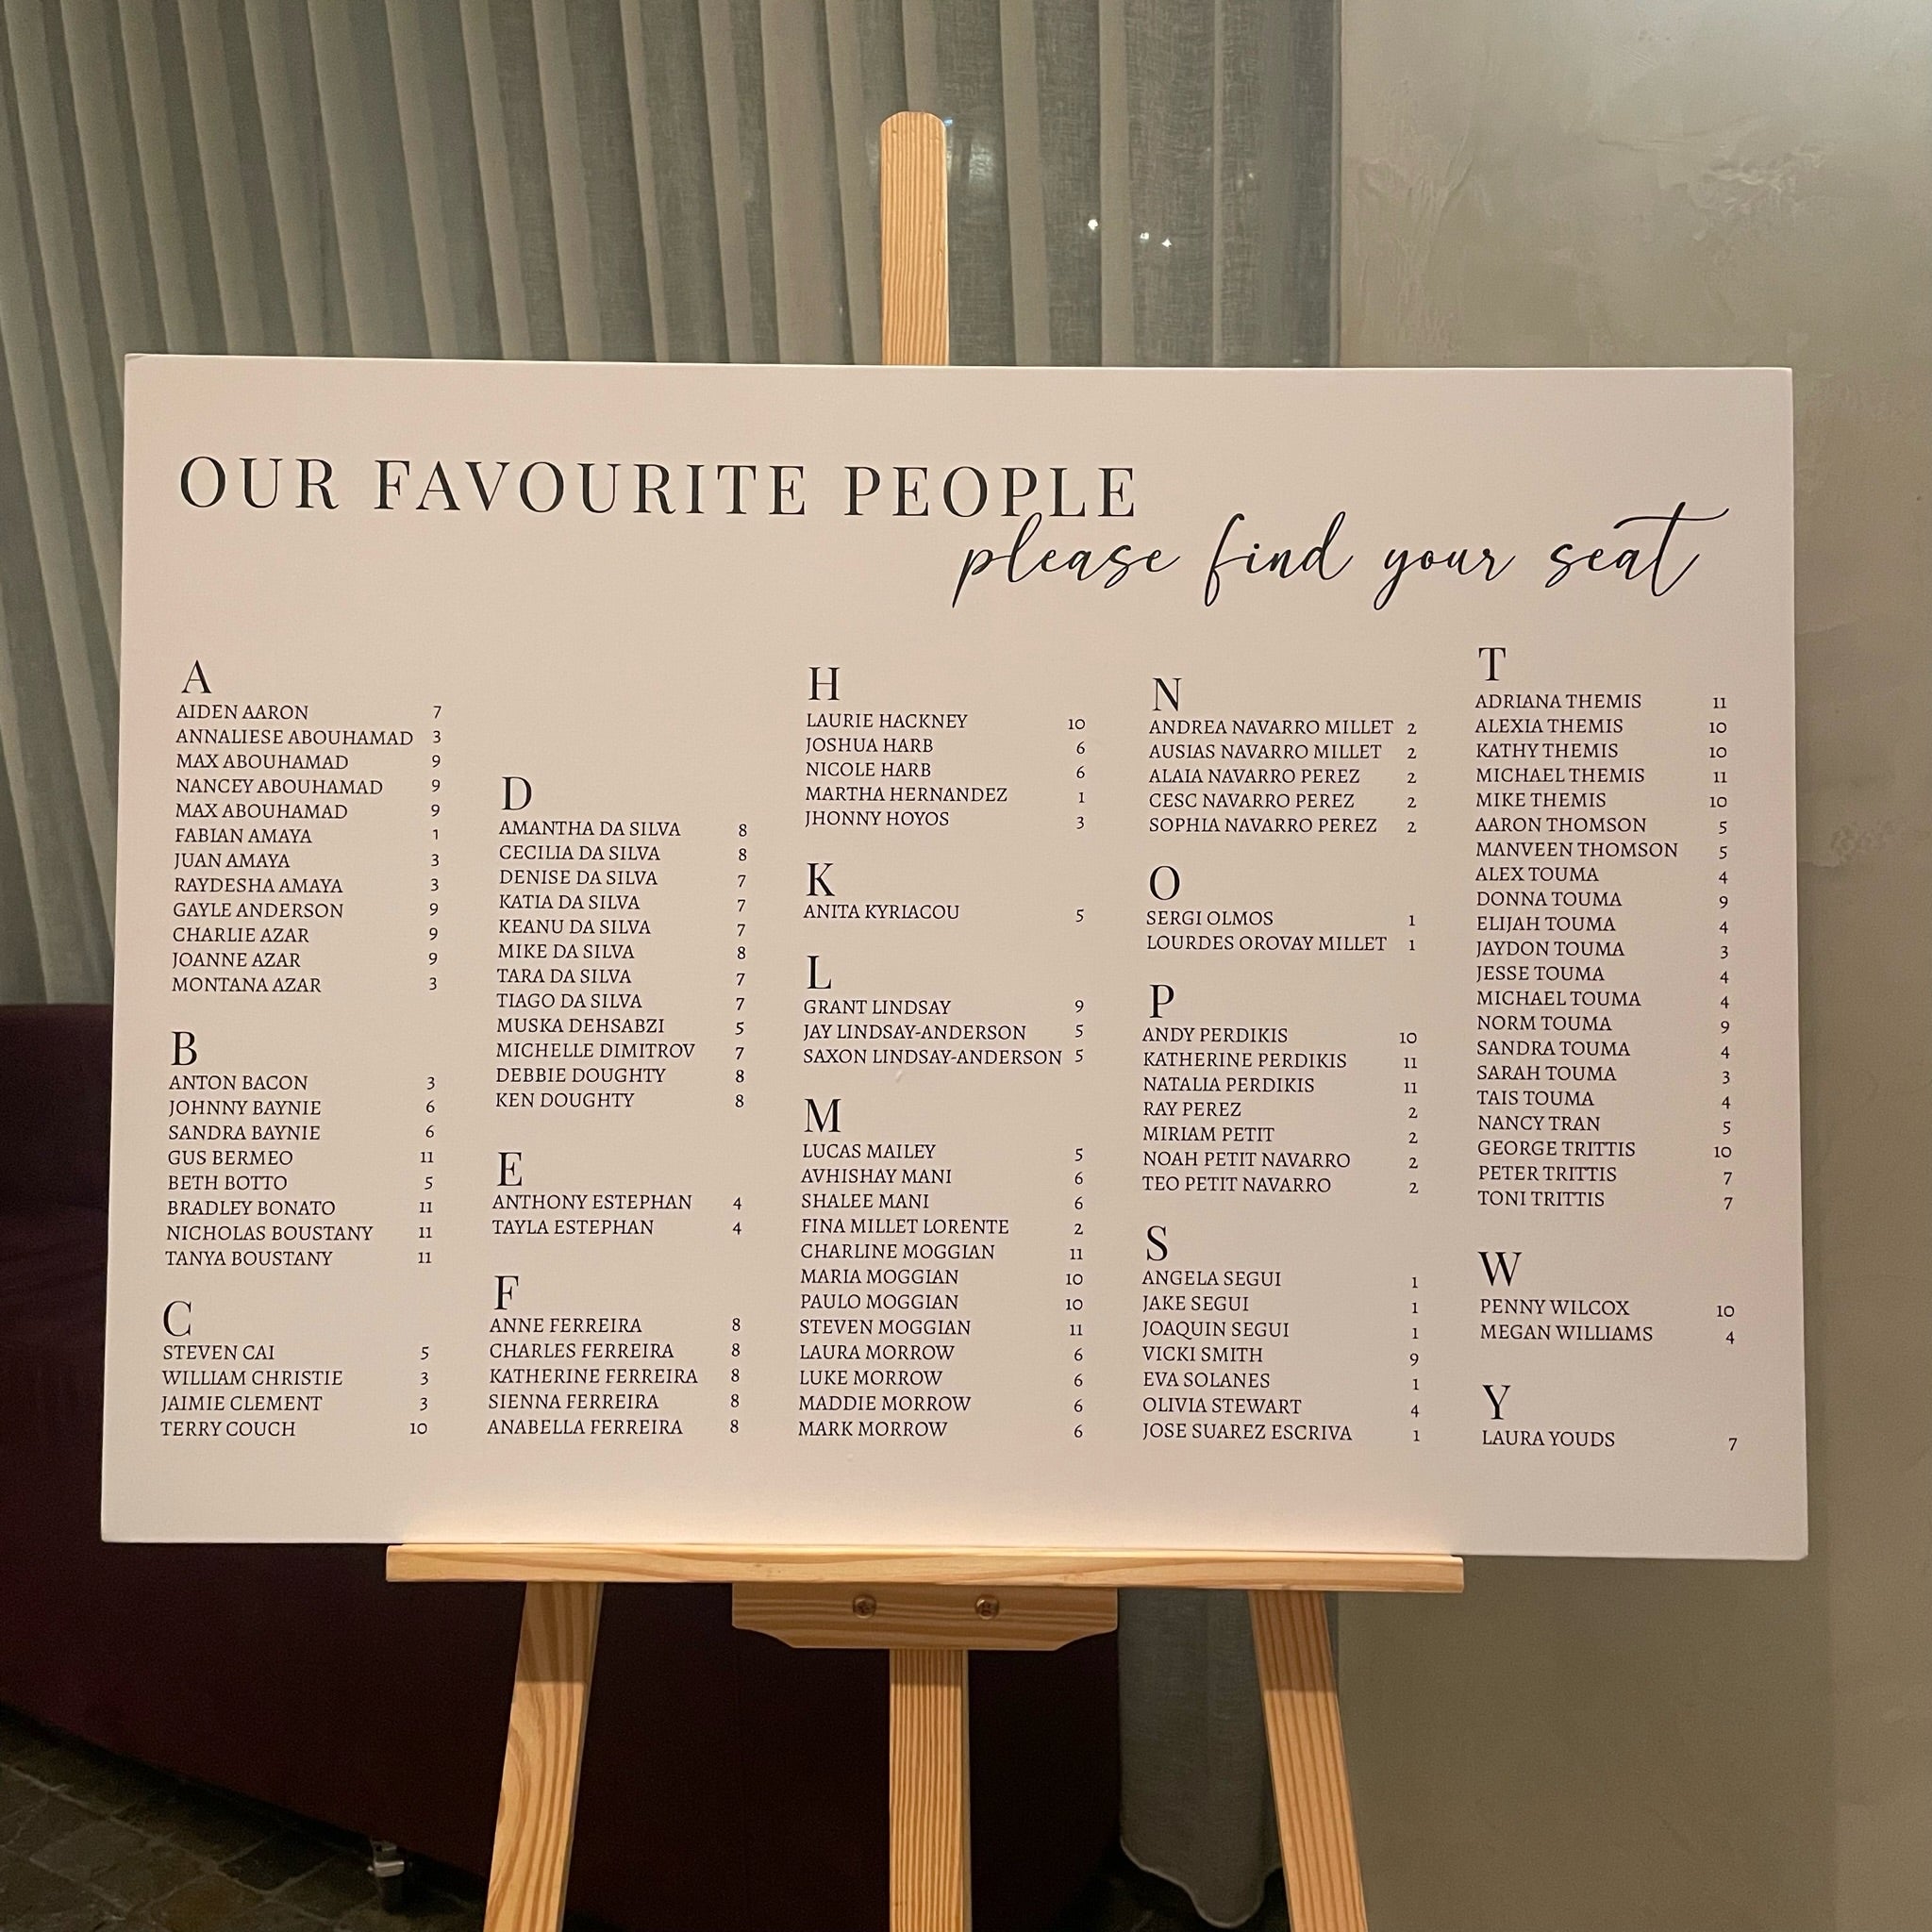 OUR FAVOURITE PEOPLE
please find your seat
A
AIDEN AARON 7
ANNALIESE ABOUHAMAD 3
MAX ABOUHAMAD 9
NANCEY ABOUHAMAD 9
MAX ABOUHAMAD 9
FABIAN AMAYA 1
JUAN AMAYA 3
RAYDESHA AMAYA 3
GAYLE ANDERSON 9
CHARLIE AZAR 9
JOANNE AZAR 9
MONTANA AZAR 3
B
ANTON BACON 3
JOHNNY BAYNIE 6
SANDRA BAYNIE 6
GUS BERMEO 11
BETH BOTTO 5
BRADLEY BONATO 11
NICHOLAS BOUSTANY 11
TANYA BOUSTANY 11
C
STEVEN CAI 5
WILLIAM CHRISTIE 3
JAIMIE CLEMENT 3
TERRY COUCH 10
D
AMANTHA DA SILVA 8
CECILIA DA SILVA 8
DENISE DA SILVA 7
KATIA DA SILVA 7
KEANU DA SILVA 7
MIKE DA SILVA 8
TARA DA SILVA 7
TIAGO DA SILVA 7
MUSKA DEHSABZI 5
MICHELLE DIMITROV 7
DEBBIE DOUGHTY 8
KEN DOUGHTY 8
E
ANTHONY ESTEPHAN 4
TAYLA ESTEPHAN 4
F
ANNE FERREIRA 8
CHARLES FERREIRA 8
KATHERINE FERREIRA 8
SIENNA FERREIRA 8
ANABELLA FERREIRA 8
H
LAURIE HACKNEY 10
JOSHUA HARB 6
NICOLE HARB 6
MARTHA HERNANDEZ 1
JHONNY HOYOS 3
K
ANITA KYRIACOU 5
L
GRANT LINDSAY 9
JAY LINDSAY-ANDERSON 5
SAXON LINDSAY-ANDERSON 5
M
LUCAS MAILEY 5
AVHISHAY MANI 6
SHALEE MANI 6
FINA MILLET LORENTE 2
CHARLINE MOGGIAN 11
MARIA MOGGIAN 10
PAULO MOGGIAN 10
STEVEN MOGGIAN 11
LAURA MORROW 6
LUKE MORROW 6
MADDIE MORROW 6
MARK MORROW 6
N
ANDREA NAVARRO MILLET 2
AUSIAS NAVARRO MILLET 2
ALAIA NAVARRO PEREZ 2
CESC NAVARRO PEREZ 2
SOPHIA NAVARRO PEREZ 2
O
SERGI OLMOS 1
LOURDES OROVAY MILLET 1
P
ANDY PERDIKIS 10
KATHERINE PERDIKIS 11
NATALIA PERDIKIS 11
RAY PEREZ 2
MIRIAM PETIT 2
NOAH PETIT NAVARRO 2
TEO PETIT NAVARRO 2
S
ANGELA SEGUI 1
JAKE SEGUI 1
JOAQUIN SEGUI 1
VICKI SMITH 9
EVA SOLANES 1
OLIVIA STEWART 4
JOSE SUAREZ ESCRIVA 1
T
ADRIANA THEMIS 11
ALEXIA THEMIS 10
KATHY THEMIS 10
MICHAEL THEMIS 11
MIKE THEMIS 10
AARON THOMSON 5
MANVEEN THOMSON 5
ALEX TOUMA 4
DONNA TOUMA 9
ELIJAH TOUMA 4
JAYDON TOUMA 3
JESSE TOUMA 4
MICHAEL TOUMA 4
NORM TOUMA 9
SANDRA TOUMA 4
SARAH TOUMA 3
TAIS TOUMA 4
NANCY TRAN 5
GEORGE TRITTIS 10
PETER TRITTIS 7
TONI TRITTIS 7
W
PENNY WILCOX 10
MEGAN WILLIAMS 4
Y
LAURA YOUDS 7